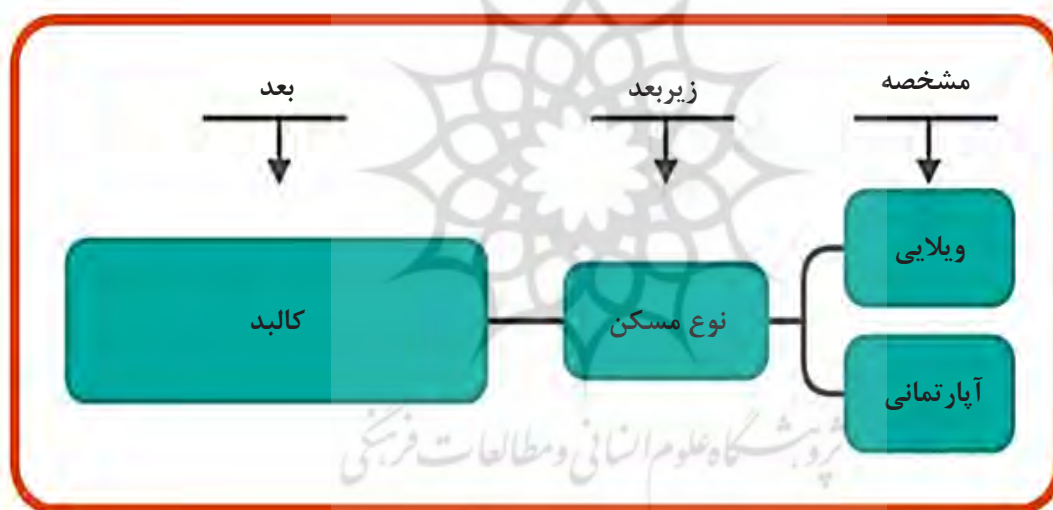 مشخصه
زیربعد
بعد
ویلایی
نوع مسکن
کالبد
آپارتمانی
پژوهشگاه علوم انسانی و مطالعات فرهنگی